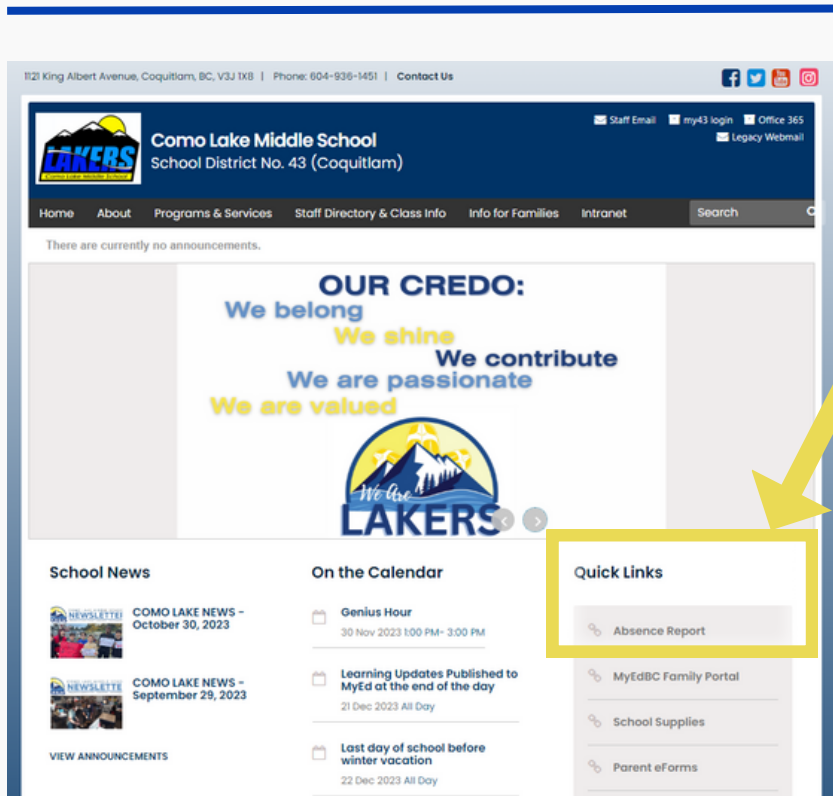 1121 King Albert Avenue, Coquitlam, BC, V3J 1X8 | Phone: 604-936-1451 | Contact Us
LAKERS
Como Lake Middle School
Como Lake Middle School
School District No. 43 (Coquitlam)
Staff Email my43 login Office 365
Legacy Webmail
Home About Programs & Services Staff Directory & Class Info Info for Families Intranet Search
There are currently no announcements.
OUR CREDO:
We belong
We shine
We contribute
We are passionate
We are valued
We Are
LAKERS
School News
NEWSLETTE
COMO LAKE NEWS -
October 30, 2023
NEWSLETTE
COMO LAKE NEWS -
September 29, 2023
VIEW ANNOUNCEMENTS
On the Calendar
Genius Hour
30 Nov 2023 1:00 PM- 3:00 PM
Learning Updates Published to
MyEd at the end of the day
21 Dec 2023 All Day
Last day of school before
winter vacation
22 Dec 2023 All Day
Quick Links
Absence Report
MyEdBC Family Portal
School Supplies
Parent eForms